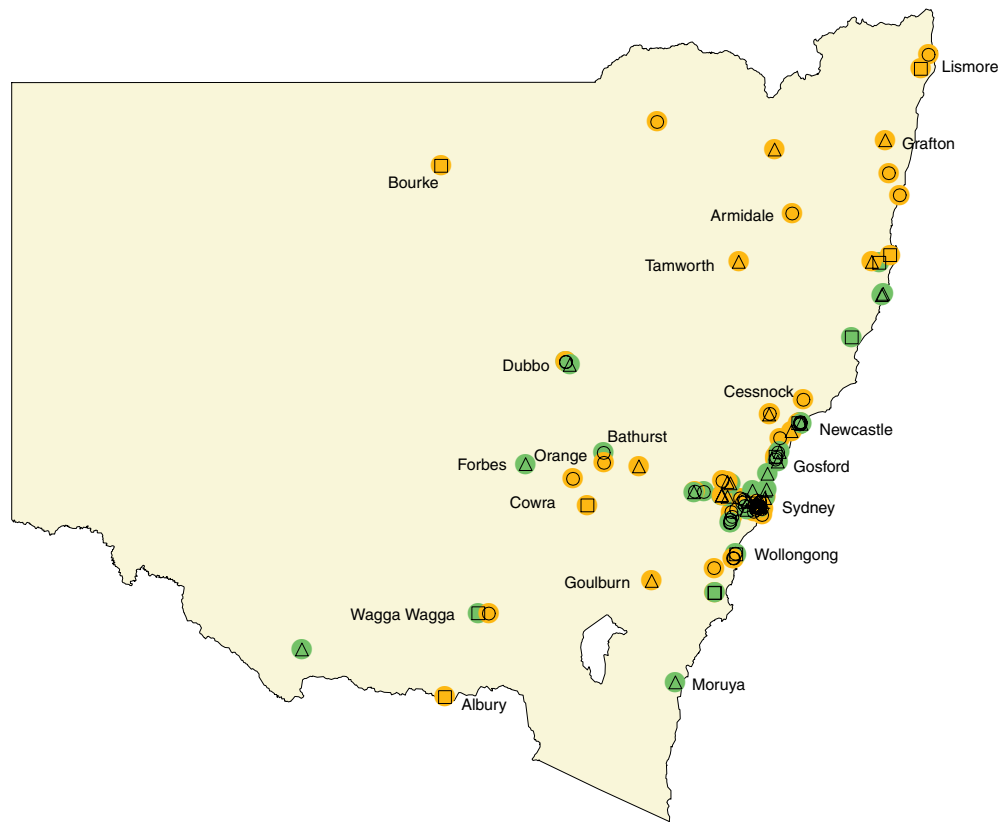 Lismore
Grafton
Bourke
Armidale
Tamworth
Dubbo
Cessnock
Newcastle
Bathurst
Orange
Forbes
Gosford
Cowra
Sydney
Wollongong
Goulburn
Wagga Wagga
Moruya
Albury